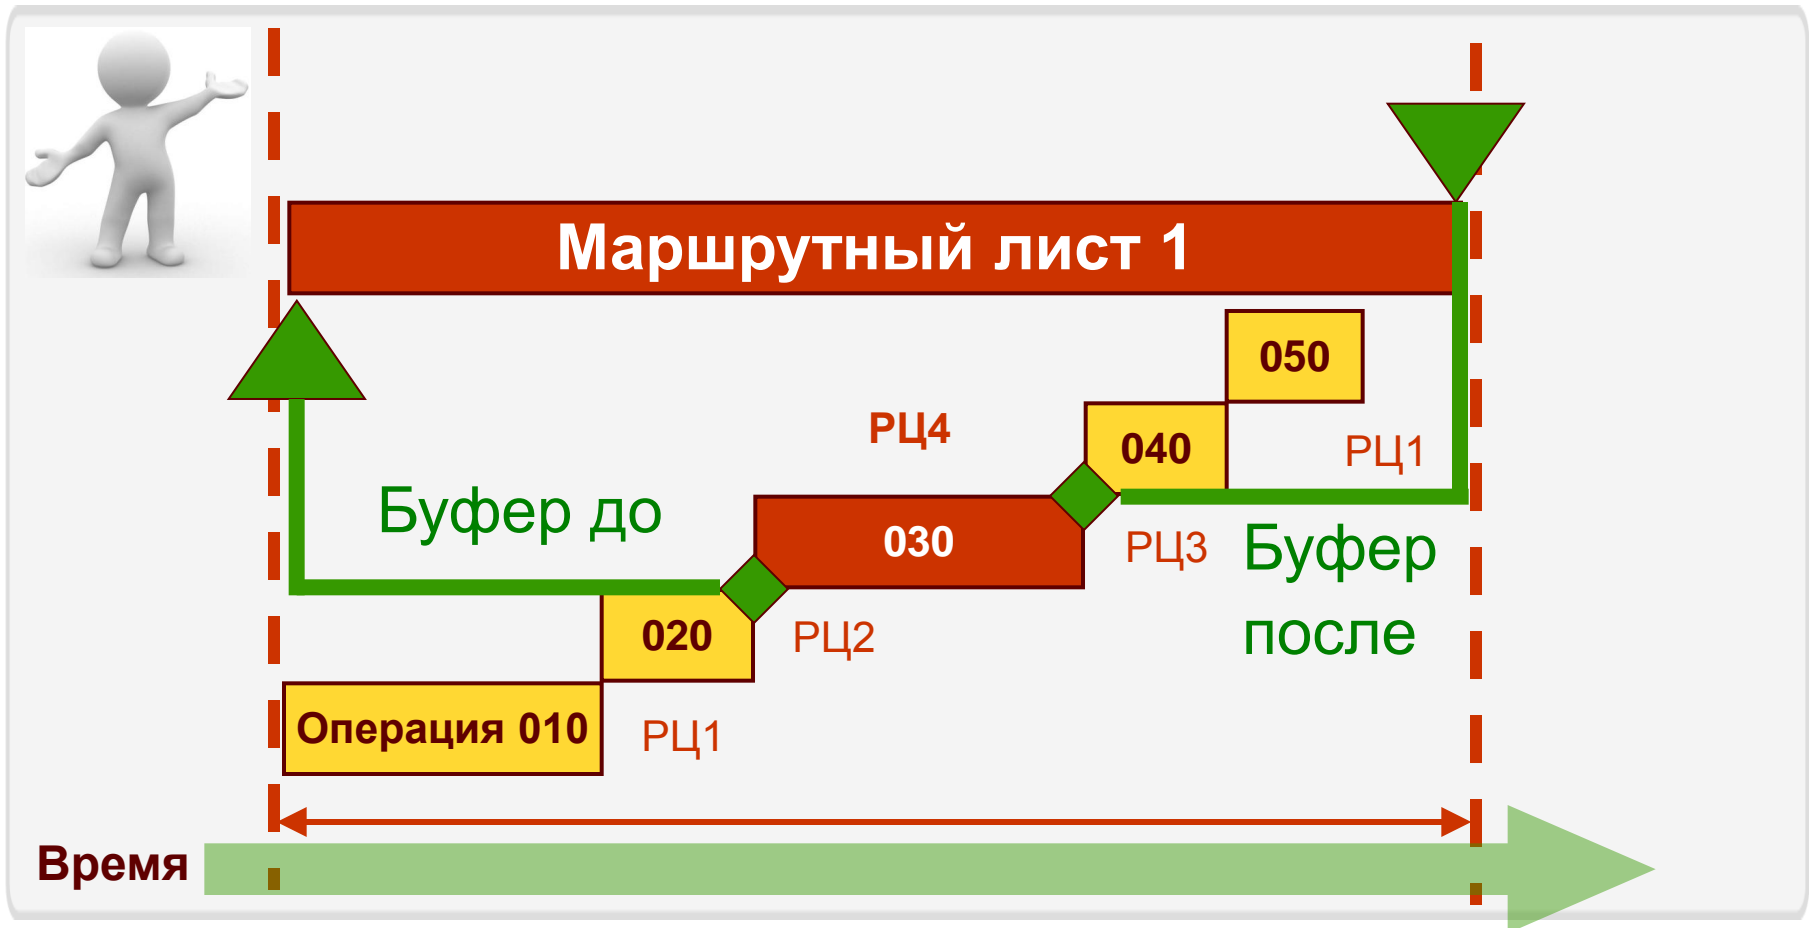 Маршрутный лист 1
050
РЦ4
040
РЦ1
Буфер до
030
РЦ3
Буфер
после
020
РЦ2
Операция 010
РЦ1
Время